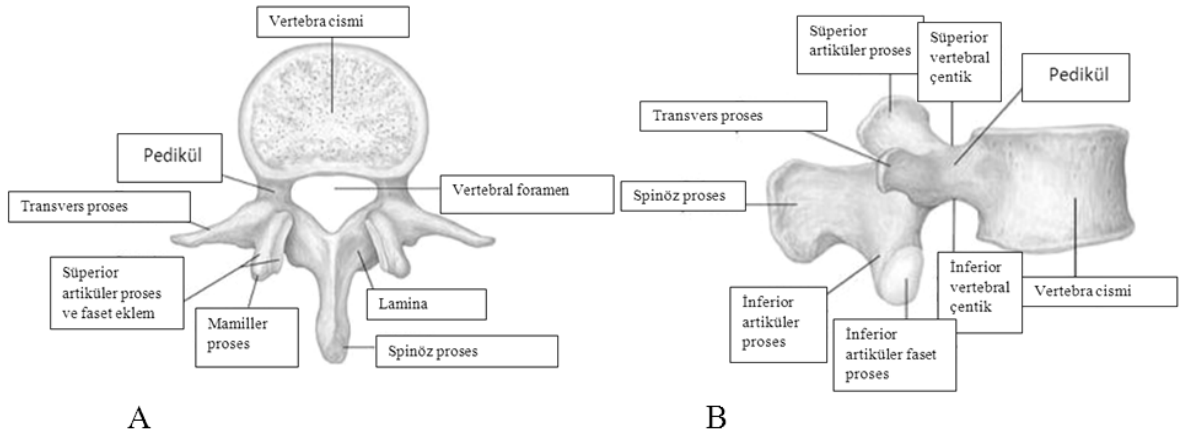 Vertebra cismi
Pedikül
Transvers proses
Vertebral foramen
Süperior
artiküler proses
ve faset eklem
Mamiller
proses
Lamina
Spinöz proses
A
Süperior
artiküler proses
Süperior
vertebral
çentik
Pedikül
Transvers proses
Spinöz proses
İnferior
artiküler
proses
İnferior
artiküler faset
proses
İnferior
vertebral
çentik
Vertebra cismi
B